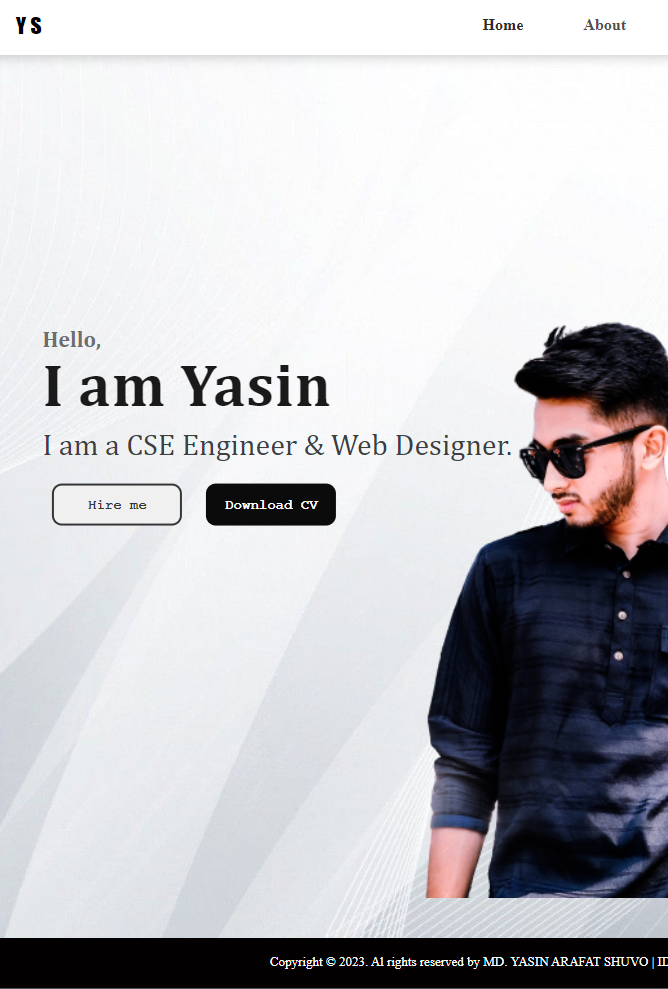 YS
Home
About
Hello,
I am Yasin
I am a CSE Engineer & Web Designer.
Hire me
Download CV
Copyright © 2023. Al rights reserved by MD. YASIN ARAFAT SHUVO | ID